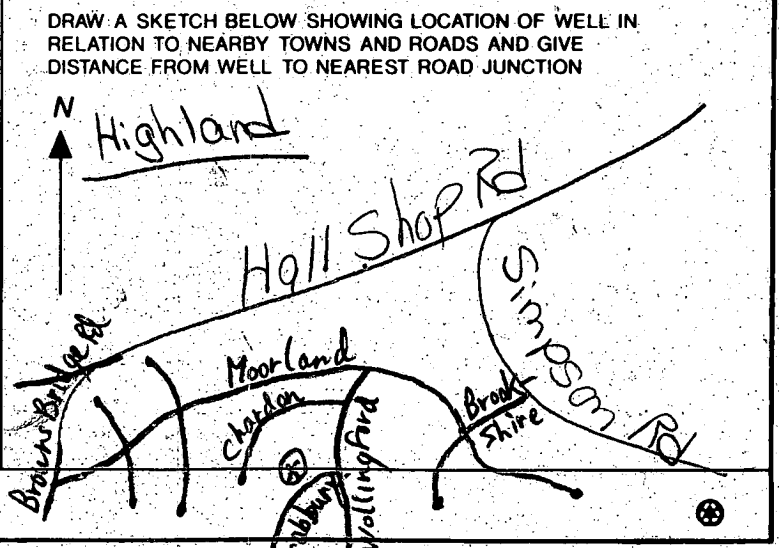 DRAW A SKETCH BELOW SHOWING LOCATION OF WELL IN
RELATION TO NEARBY TOWNS AND ROADS AND GIVE
DISTANCE FROM WELL TO NEAREST ROAD JUNCTION
N
Highland
Hall Shop Rd
Simpson Rd
Browns Bridge Rd
Moorland
Chardon
Wollingford
Brook
Shire